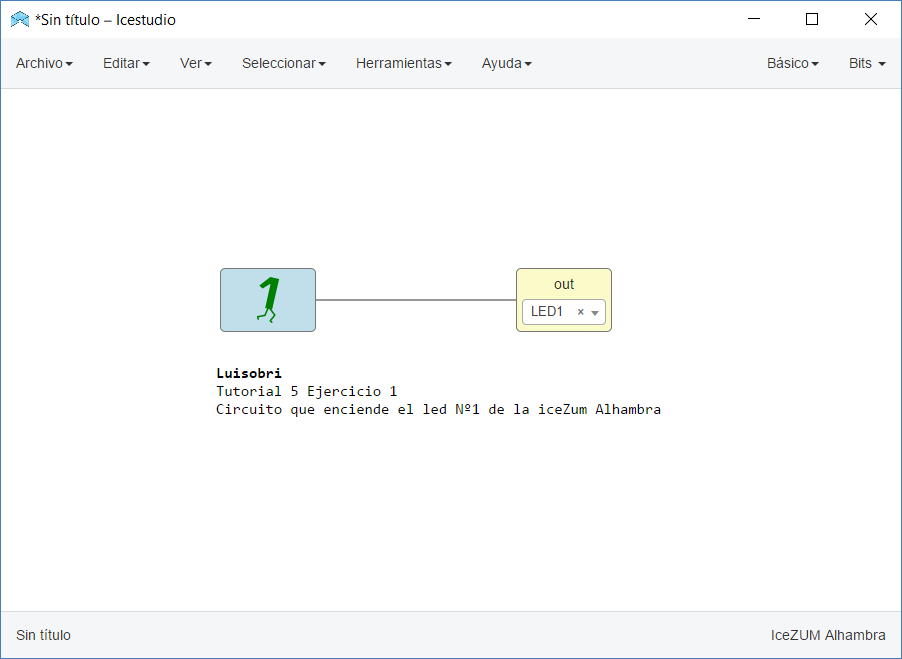 *Sin título – Icestudio
Archivo Editar Ver Seleccionar Herramientas Ayuda Básico Bits
1
out
LED1 ×
Luisobri
Tutorial 5 Ejercicio 1
Circuito que enciende el led Nº1 de la iceZum Alhambra
Sin título IceZUM Alhambra